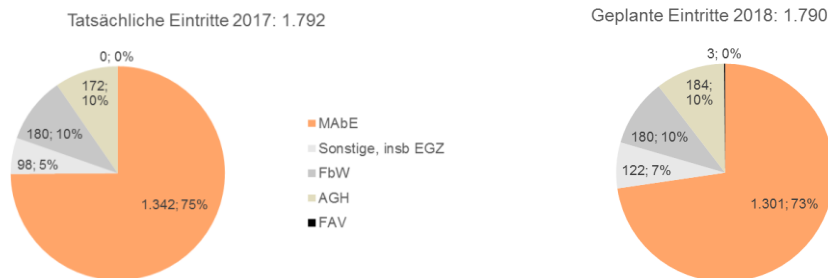 Tatsächliche Eintritte 2017: 1.792
0; 0%
172;
10%
180; 10%
98; 5%
1.342; 75%
MAbE
Sonstige, insb EGZ
FbW
AGH
FAV
Geplante Eintritte 2018: 1.790
3; 0%
184;
10%
180; 10%
122; 7%
1.301; 73%